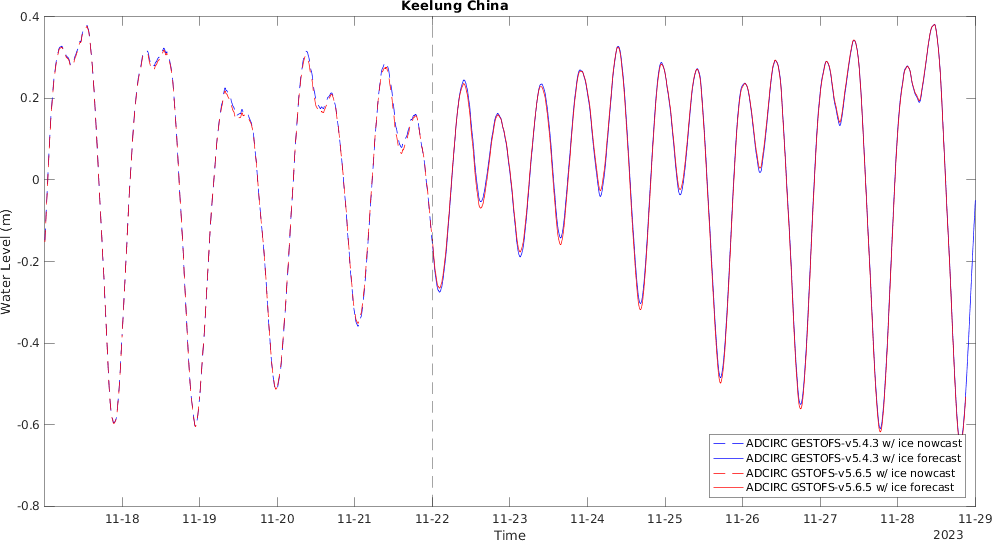 Keelung China
0.4
0.2
0
-0.2
-0.4
-0.6
-0.8
Water Level (m)
11-18
11-19
11-20
11-21
11-22
11-23
11-24
11-25
11-26
11-27
11-28
11-29
Time
2023
ADCIRC GESTOFS-v5.4.3 w/ ice nowcast
ADCIRC GESTOFS-v5.4.3 w/ ice forecast
ADCIRC GSTOFS-v5.6.5 w/ ice nowcast
ADCIRC GSTOFS-v5.6.5 w/ ice forecast